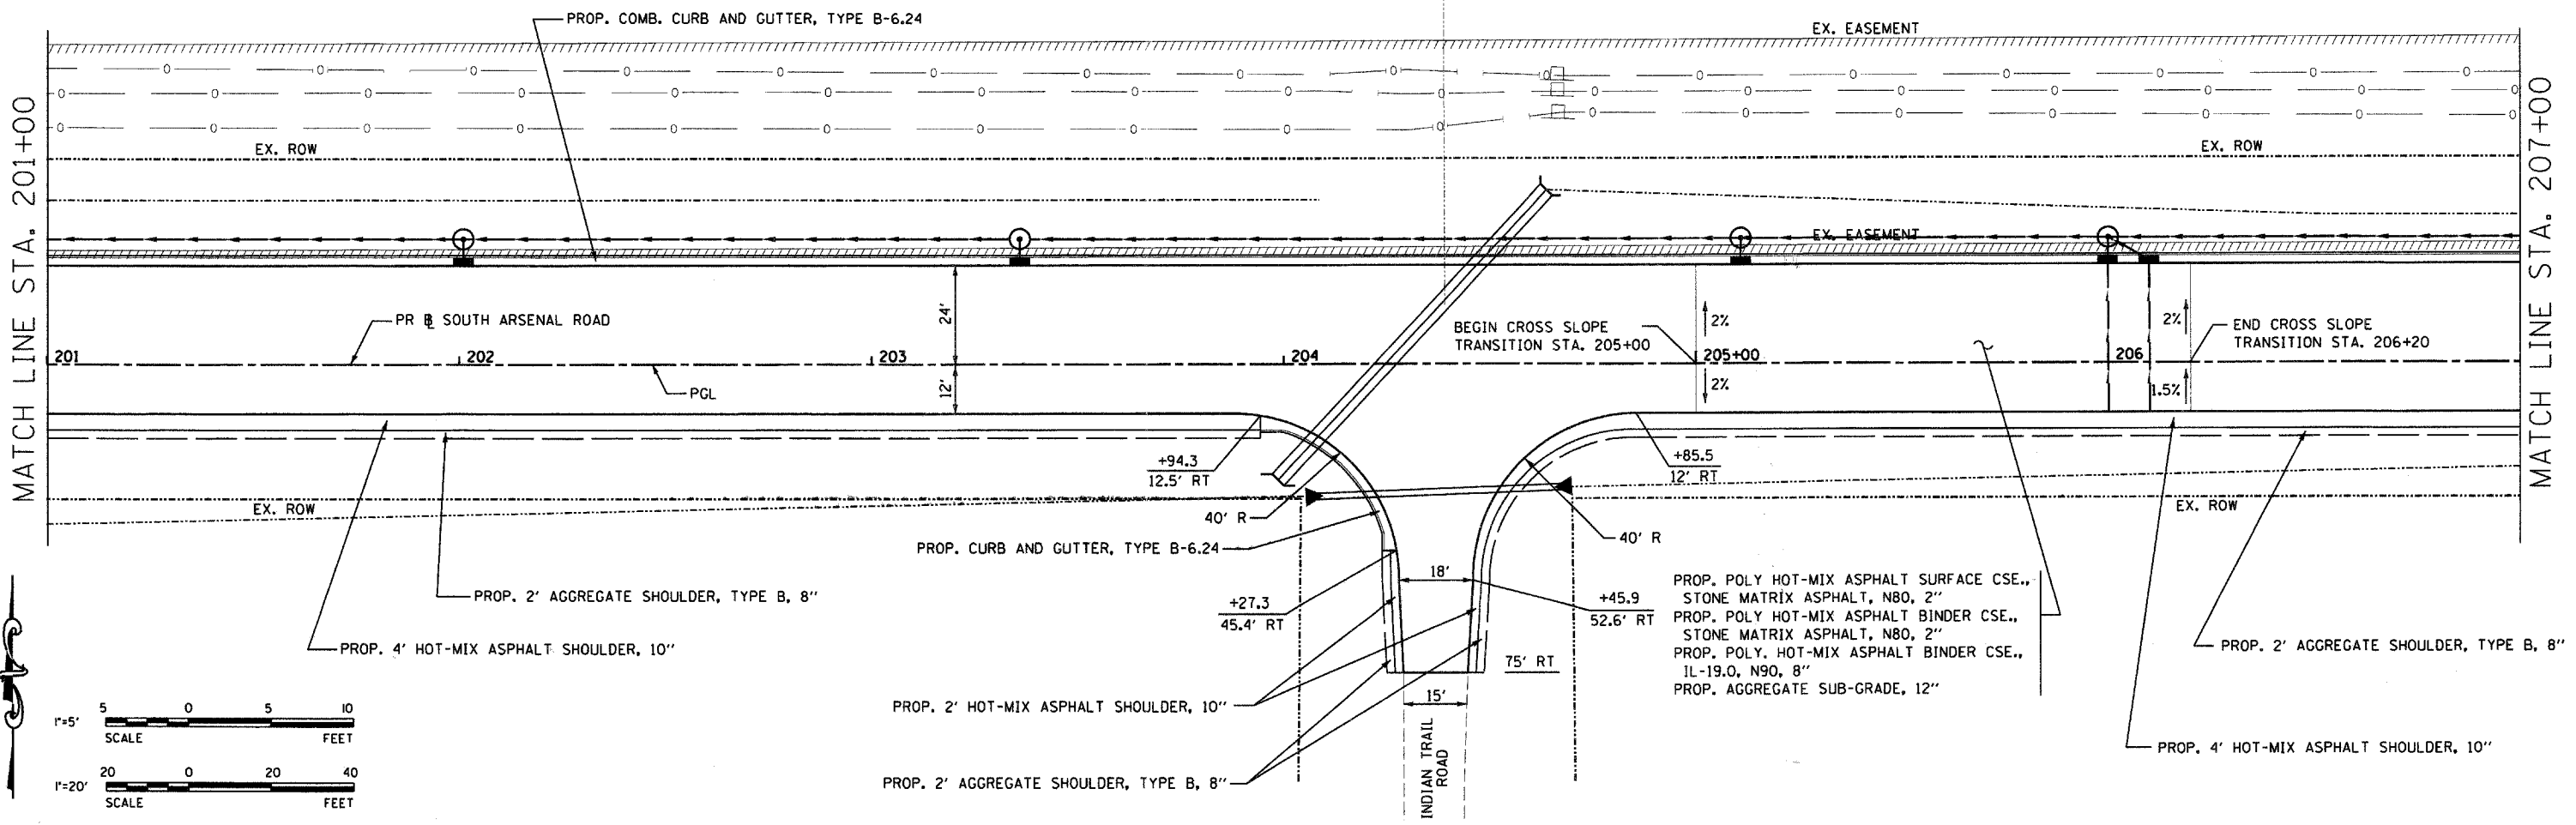 PROP. COMB. CURB AND GUTTER, TYPE B-6.24
EX. EASEMENT
MATCH LINE STA. 201+00
MATCH LINE STA. 207+00
EX. ROW
EX. ROW
EX. EASEMENT
PR BL SOUTH ARSENAL ROAD
24'
BEGIN CROSS SLOPE
TRANSITION STA. 205+00
2%
2%
END CROSS SLOPE
TRANSITION STA. 206+20
201
202
203
204
205+00
206
PGL
12'
2%
1.5%
+94.3
12.5' RT
+85.5
12' RT
EX. ROW
EX. ROW
40' R
40' R
PROP. CURB AND GUTTER, TYPE B-6.24
18'
+27.3
45.4' RT
+45.9
52.6' RT
PROP. 2' AGGREGATE SHOULDER, TYPE B, 8"
PROP. 4' HOT-MIX ASPHALT SHOULDER, 10"
PROP. POLY HOT-MIX ASPHALT SURFACE CSE.,
STONE MATRIX ASPHALT, N80, 2"
PROP. POLY HOT-MIX ASPHALT BINDER CSE.,
STONE MATRIX ASPHALT, N80, 2"
PROP. POLY. HOT-MIX ASPHALT BINDER CSE.,
IL-19.0, N90, 8"
PROP. AGGREGATE SUB-GRADE, 12"
PROP. 2' AGGREGATE SHOULDER, TYPE B, 8"
75' RT
15'
PROP. 2' HOT-MIX ASPHALT SHOULDER, 10"
PROP. 4' HOT-MIX ASPHALT SHOULDER, 10"
PROP. 2' AGGREGATE SHOULDER, TYPE B, 8"
INDIAN TRAIL
ROAD
1"=5'
5 0 5 10
SCALE FEET
1"=20'
20 0 20 40
SCALE FEET